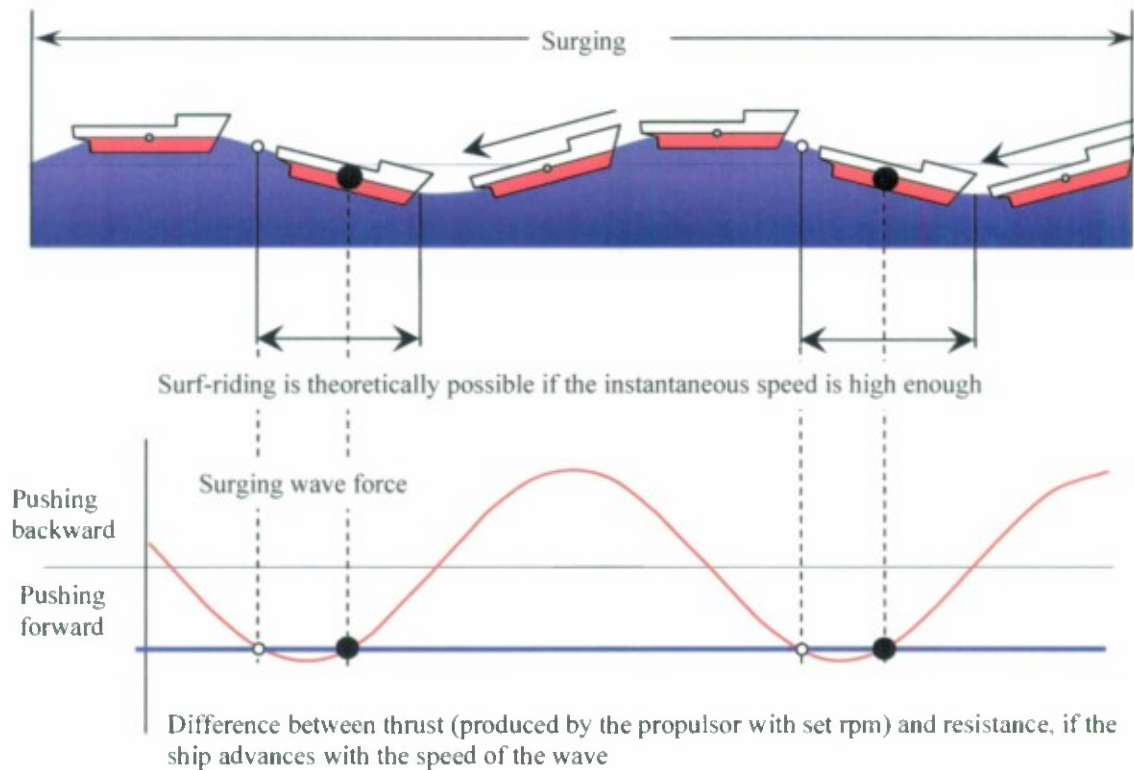 Surging
Surf-riding is theoretically possible if the instantaneous speed is high enough
Surging wave force
Pushing
backward
Pushing
forward
Difference between thrust (produced by the propulsor with set rpm) and resistance, if the
ship advances with the speed of the wave